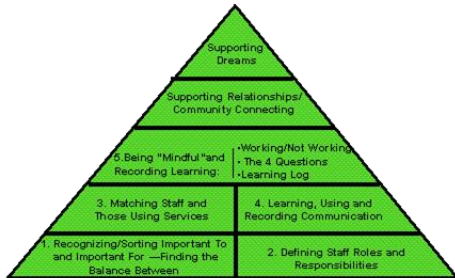 Supporting
Dreams
Supporting Relationships/
Community Connecting
5.Being "Mindful"and
Recording Learning:
•Working/Not Working
• The 4 Questions
•Learning Log
3. Matching Staff and
Those Using Services
4. Learning, Using and
Recording Communication
1. Recognizing/Sorting Important To
and Important For —Finding the
Balance Between
2. Defining Staff Roles and
Responsibilities